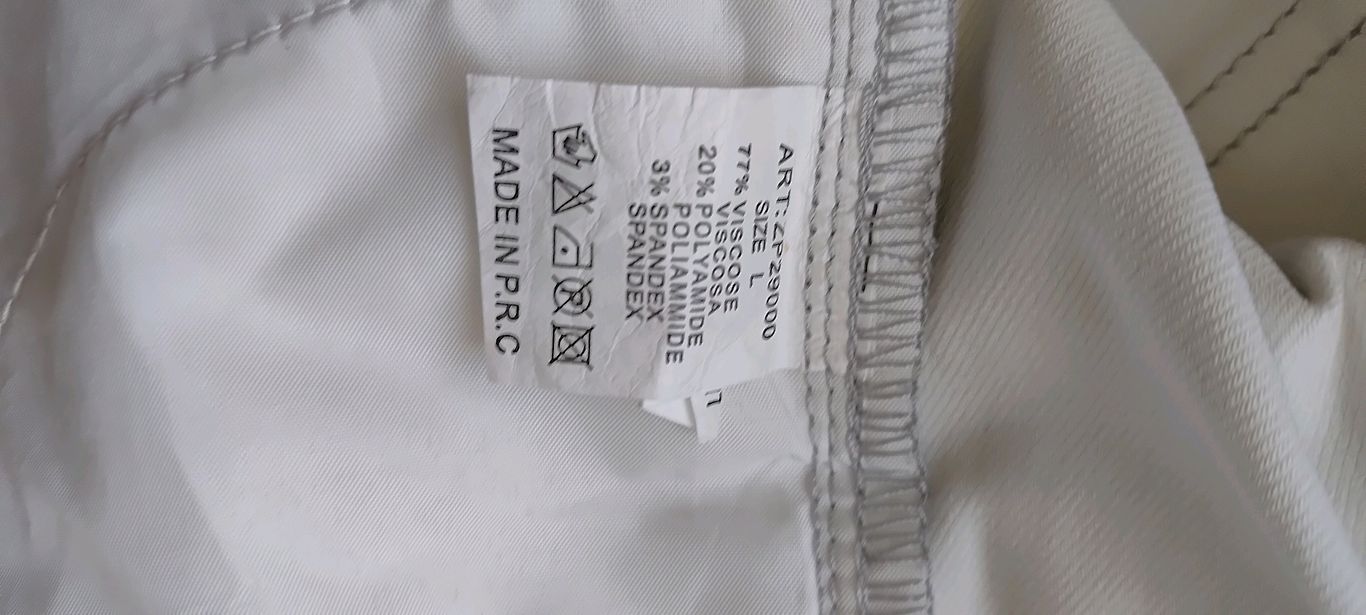 ART:ZP29000
SIZE L
77% VISCOSE
VISCOSA
20% POLYAMIDE
POLIAMMIDE
3% SPANDEX
SPANDEX
P
MADE IN P.R.C